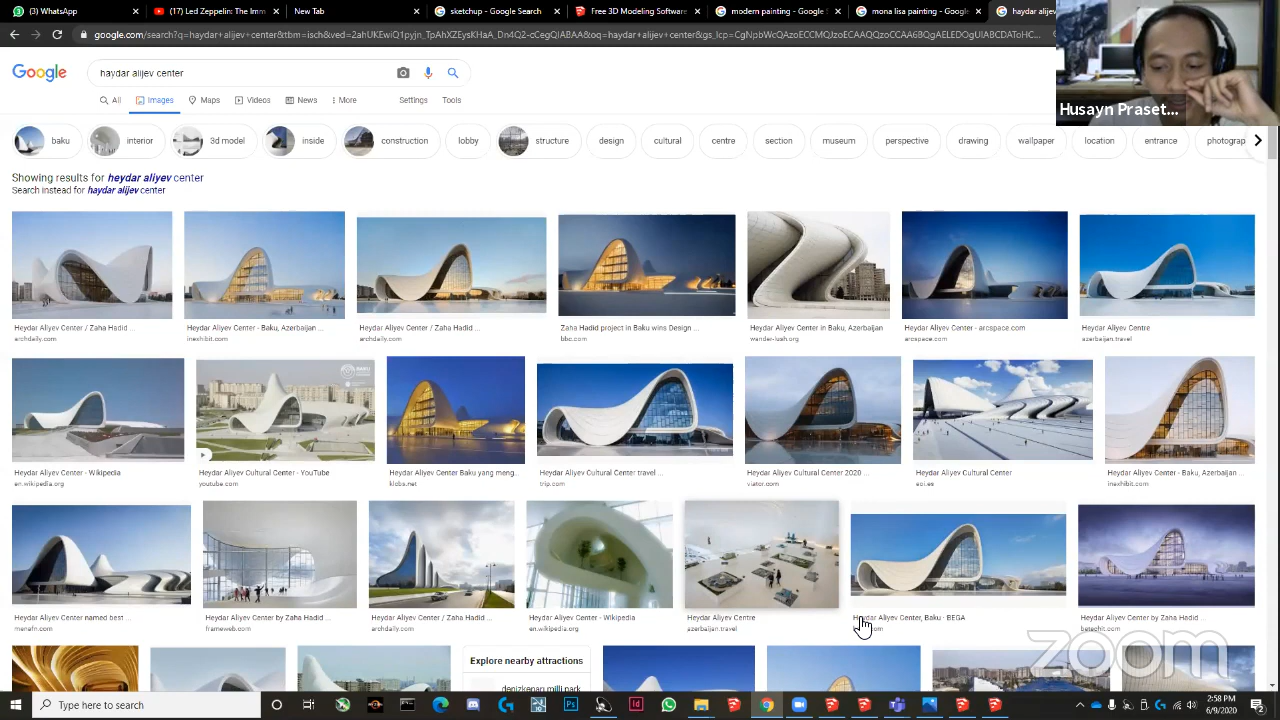 (3) WhatsApp
Led Zeppelin: The Imm
New Tab
sketchup - Google Search
Free 3D Modeling Software
modern painting - Google S
mona lisa painting - Google
haydar alijev
Google
haydar alijev center
All
Images
Maps
Videos
News
More
Settings
Tools
Husayn Praset...
baku
interior
3d model
inside
construction
lobby
structure
design
cultural
centre
section
museum
perspective
drawing
wallpaper
location
entrance
photograp
Showing results for haydar aliyev center
Search instead for haydar alijev center
Heydar Aliyev Center / Zaha Hadid ...
archdaily.com
Heydar Aliyev Center - Baku, Azerbaijan ...
inexhibit.com
Heydar Aliyev Center / Zaha Hadid ...
archdaily.com
Zaha Hadid project in Baku wins Design ...
bbc.com
Heydar Aliyev Center in Baku, Azerbaijan
wander-lush.org
Heydar Aliyev Center - arcspace.com
arcspace.com
Heydar Aliyev Centre
azerbaijan.travel
Heydar Aliyev Center - Wikipedia
en.wikipedia.org
Heydar Aliyev Cultural Center - YouTube
youtube.com
Heydar Aliyev Center Baku yang meng...
klobs.net
Heydar Aliyev Cultural Center travel ...
trip.com
Heydar Aliyev Cultural Center 2020 ...
viator.com
Heydar Aliyev Cultural Center
eoi.es
Heydar Aliyev Center - Baku, Azerbaijan ...
inexhibit.com
Heydar Aliyev Center named best ...
menafn.com
Heydar Aliyev Center by Zaha Hadid ...
frameweb.com
Heydar Aliyev Center / Zaha Hadid ...
archdaily.com
Heydar Aliyev Center - Wikipedia
en.wikipedia.org
Heydar Aliyev Centre
azerbaijan.travel
Heydar Aliyev Center, Baku · BEGA
Heydar Aliyev Center by Zaha Hadid ...
betechit.com
Explore nearby attractions
denizkenarı milli park
zoom
Type here to search
2:58 PM
6/9/2020